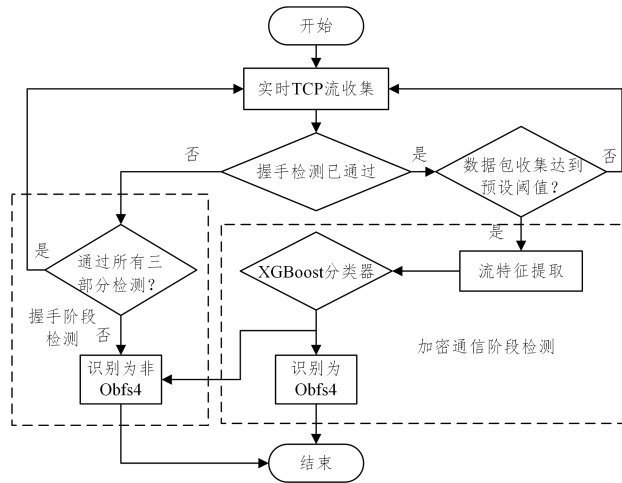 开始
实时TCP流收集
否
握手检测已通过
是
数据包收集达到
预设阈值?
否
是
是
通过所有三
部分检测?
XGBoost分类器
流特征提取
握手阶段
检测
否
加密通信阶段检测
识别为非
Obfs4
识别为
Obfs4
结束